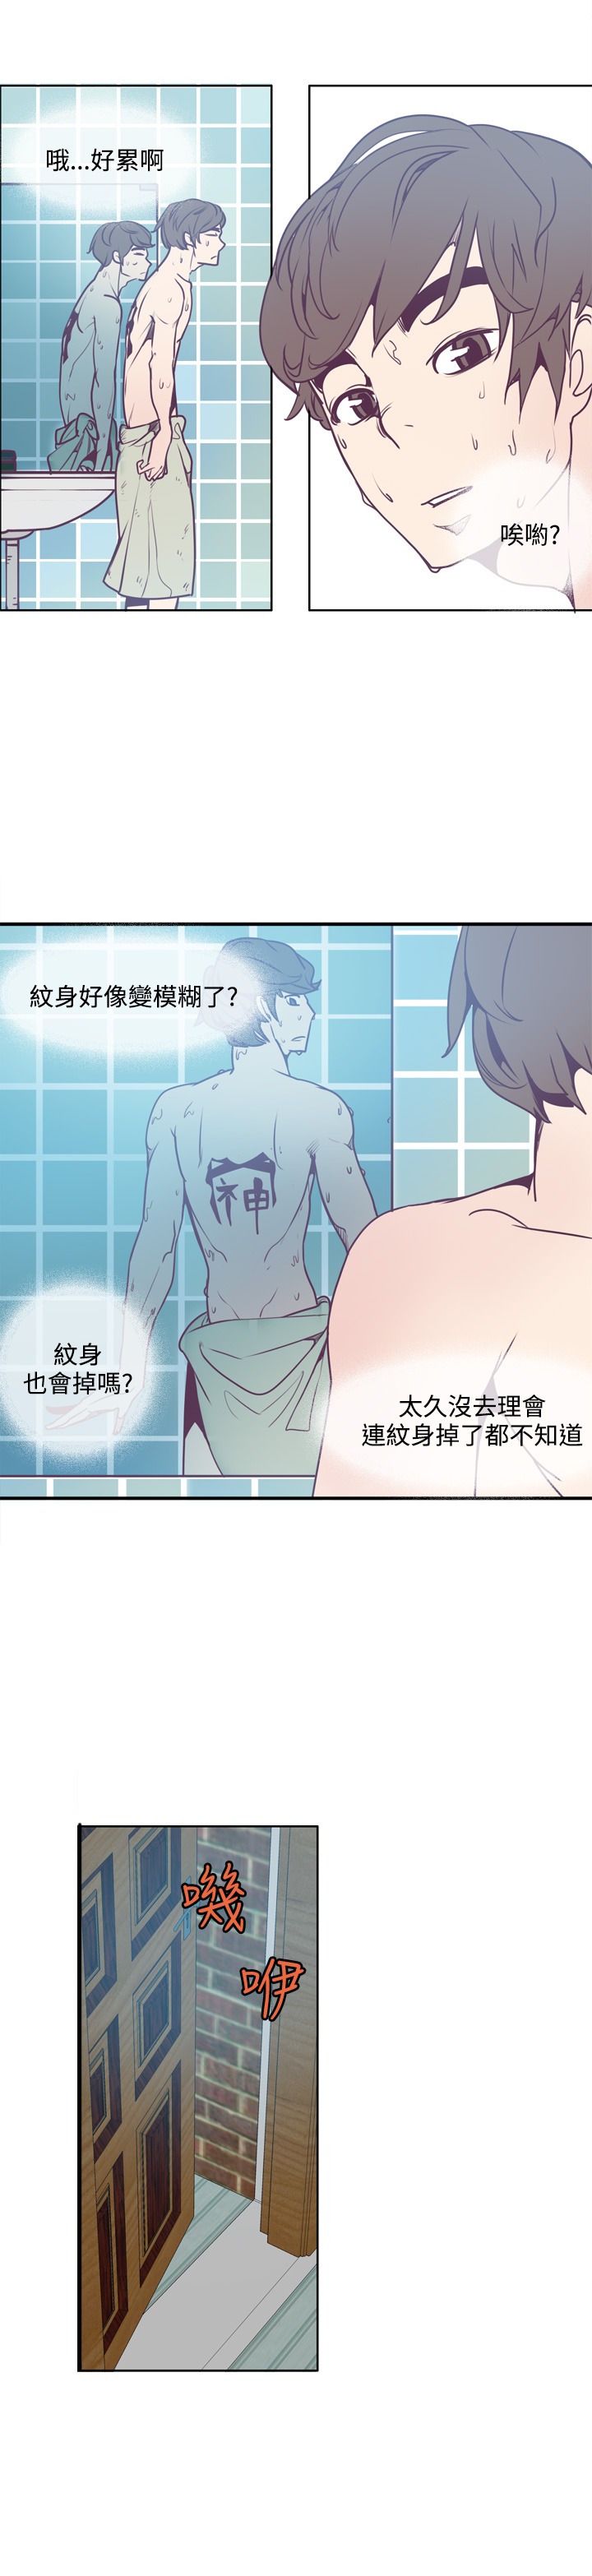 哦...好累啊
唉喲?
紋身好像變模糊了?
神
紋身
也會掉嗎?
太久沒去理會
連紋身掉了都不知道
嘰
咿